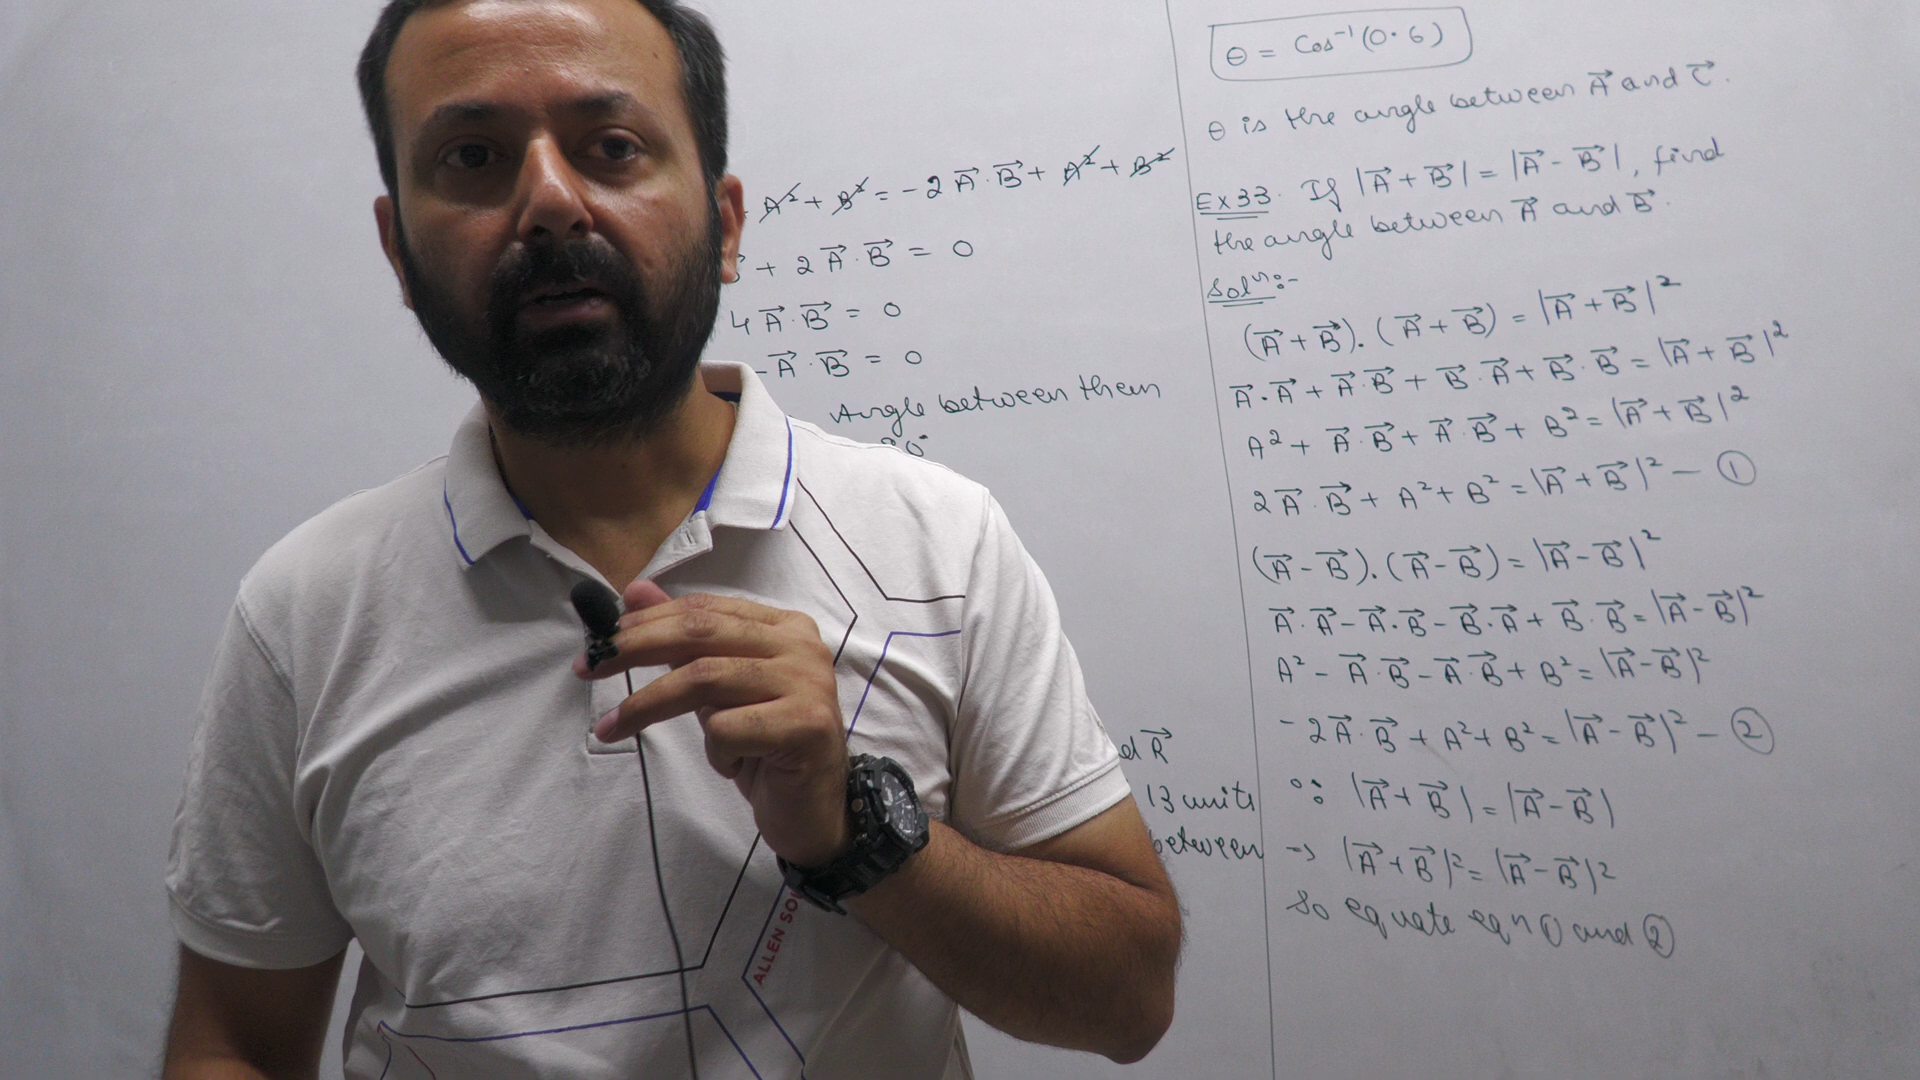 A² + B² = -2A⃗·B⃗ + A² + B²
+ 2A⃗·B⃗ = 0
4A⃗·B⃗ = 0
A⃗·B⃗ = 0
Angle between them
d R⃗
13 units
between
θ = Cos⁻¹(0.6)
θ is the angle between A⃗ and C⃗.
Ex 33. If |A⃗ + B⃗| = |A⃗ - B⃗|, find
the angle between A⃗ and B⃗.
Solⁿ:-
(A⃗ + B⃗).(A⃗ + B⃗) = |A⃗ + B⃗|²
A⃗·A⃗ + A⃗·B⃗ + B⃗·A⃗ + B⃗·B⃗ = |A⃗ + B⃗|²
A² + A⃗·B⃗ + A⃗·B⃗ + B² = |A⃗ + B⃗|²
2A⃗·B⃗ + A² + B² = |A⃗ + B⃗|² — ①
(A⃗ - B⃗).(A⃗ - B⃗) = |A⃗ - B⃗|²
A⃗·A⃗ - A⃗·B⃗ - B⃗·A⃗ + B⃗·B⃗ = |A⃗ - B⃗|²
A² - A⃗·B⃗ - A⃗·B⃗ + B² = |A⃗ - B⃗|²
-2A⃗·B⃗ + A² + B² = |A⃗ - B⃗|² — ②
∵ |A⃗ + B⃗| = |A⃗ - B⃗|
→ |A⃗ + B⃗|² = |A⃗ - B⃗|²
So equate eqn ① and ②
ALLEN SO